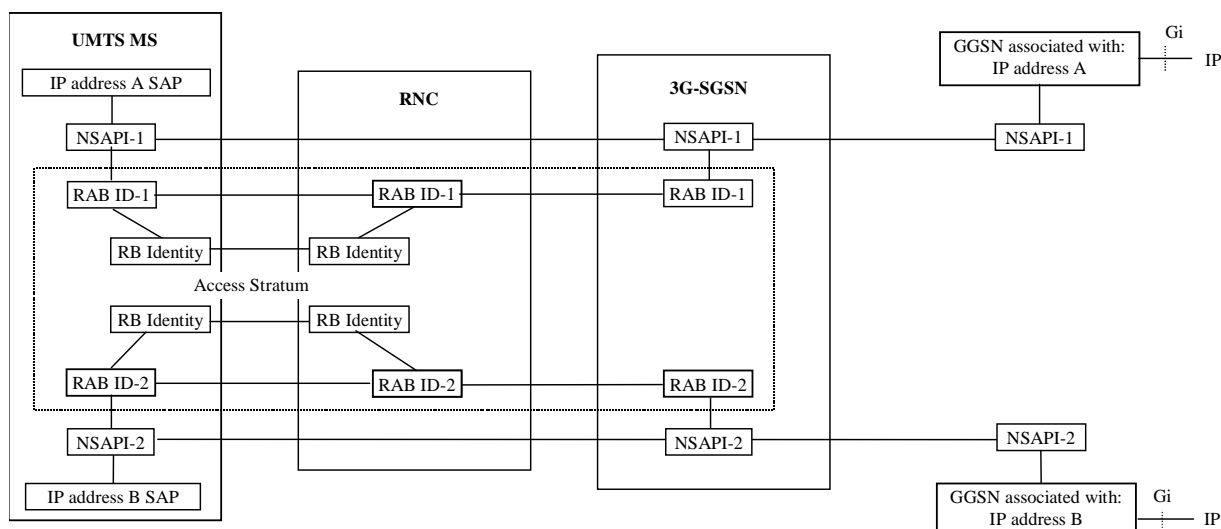 UMTS MS
IP address A SAP
RNC
3G-SGSN
GGSN associated with:
IP address A
Gi
IP
NSAPI-1
NSAPI-1
NSAPI-1
RAB ID-1
RAB ID-1
RAB ID-1
RB Identity
RB Identity
Access Stratum
RB Identity
RB Identity
RAB ID-2
RAB ID-2
RAB ID-2
NSAPI-2
NSAPI-2
NSAPI-2
IP address B SAP
GGSN associated with:
IP address B
Gi
IP